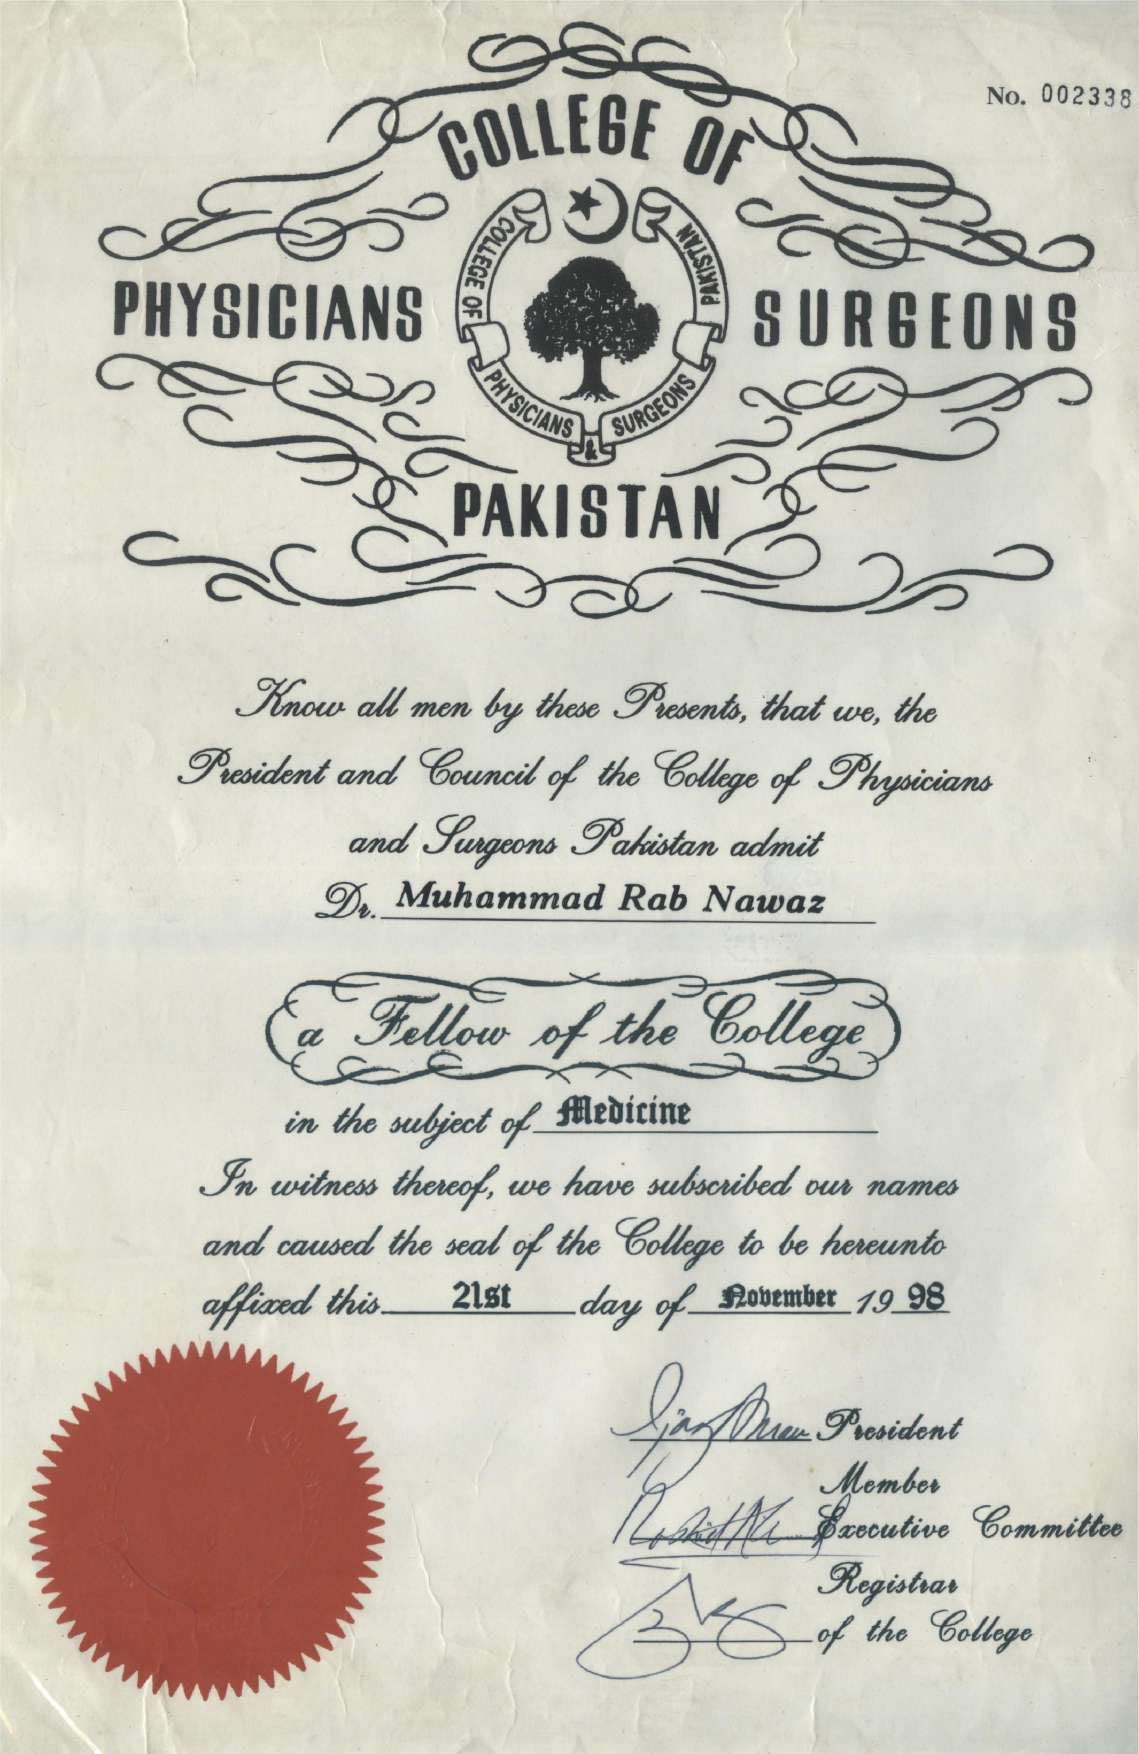 No. 002338
COLLEGE OF
PHYSICIANS
SURGEONS
PAKISTAN
COLLEGE OF
PHYSICIANS
&
SURGEONS
PAKISTAN
Know all men by these Presents, that we, the
President and Council of the College of Physicians
and Surgeons Pakistan admit
Dr. Muhammad Rab Nawaz
a Fellow of the College
in the subject of Medicine
In witness thereof, we have subscribed our names
and caused the seal of the College to be hereunto
affixed this 21st day of November 19 98
President
Member
Executive Committee
Registrar
of the College